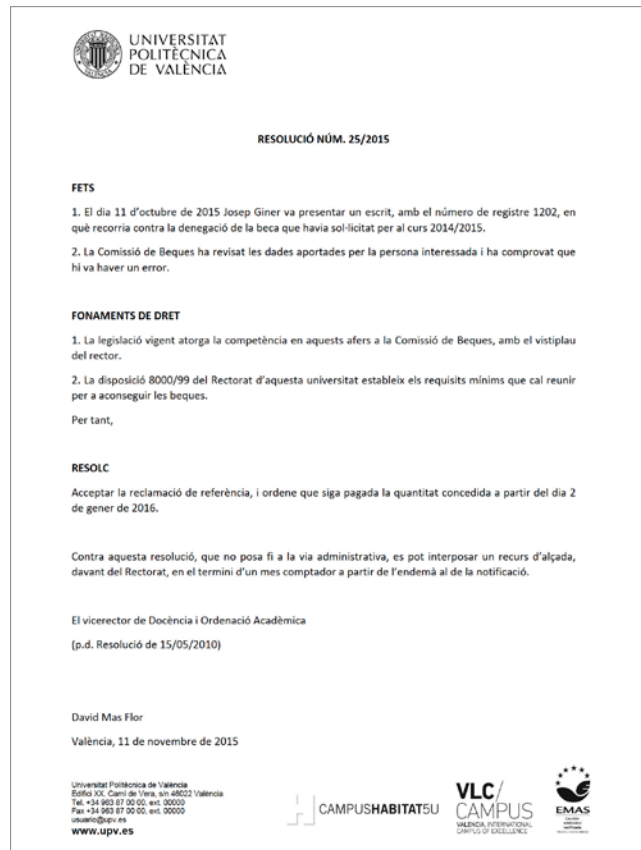 UNIVERSITAT
POLITÈCNICA
DE VALÈNCIA
RESOLUCIÓ NÚM. 25/2015
FETS
1. El dia 11 d'octubre de 2015 Josep Giner va presentar un escrit, amb el número de registre 1202, en
què recorria contra la denegació de la beca que havia sol·licitat per al curs 2014/2015.
2. La Comissió de Beques ha revisat les dades aportades per la persona interessada i ha comprovat que
hi va haver un error.
FONAMENTS DE DRET
1. La legislació vigent atorga la competència en aquests afers a la Comissió de Beques, amb el vistiplau
del rector.
2. La disposició 8000/99 del Rectorat d'aquesta universitat estableix els requisits mínims que cal reunir
per a aconseguir les beques.
Per tant,
RESOLC
Acceptar la reclamació de referència, i ordene que siga pagada la quantitat concedida a partir del dia 2
de gener de 2016.
Contra aquesta resolució, que no posa fi a la via administrativa, es pot interposar un recurs d'alçada,
davant del Rectorat, en el termini d'un mes comptador a partir de l'endemà al de la notificació.
El vicerector de Docència i Ordenació Acadèmica
(p.d. Resolució de 15/05/2010)
David Mas Flor
València, 11 de novembre de 2015
Universitat Politècnica de València
Edifici XX. Camí de Vera, s/n 46022 València
Tel. +34 963 87 00 00, ext. 00000
Fax +34 963 87 00 00, ext. 00000
usuario@upv.es
www.upv.es
CAMPUSHABITAT5U
VLC/
CAMPUS
VALENCIA, INTERNATIONAL
CAMPUS OF EXCELLENCE
EMAS